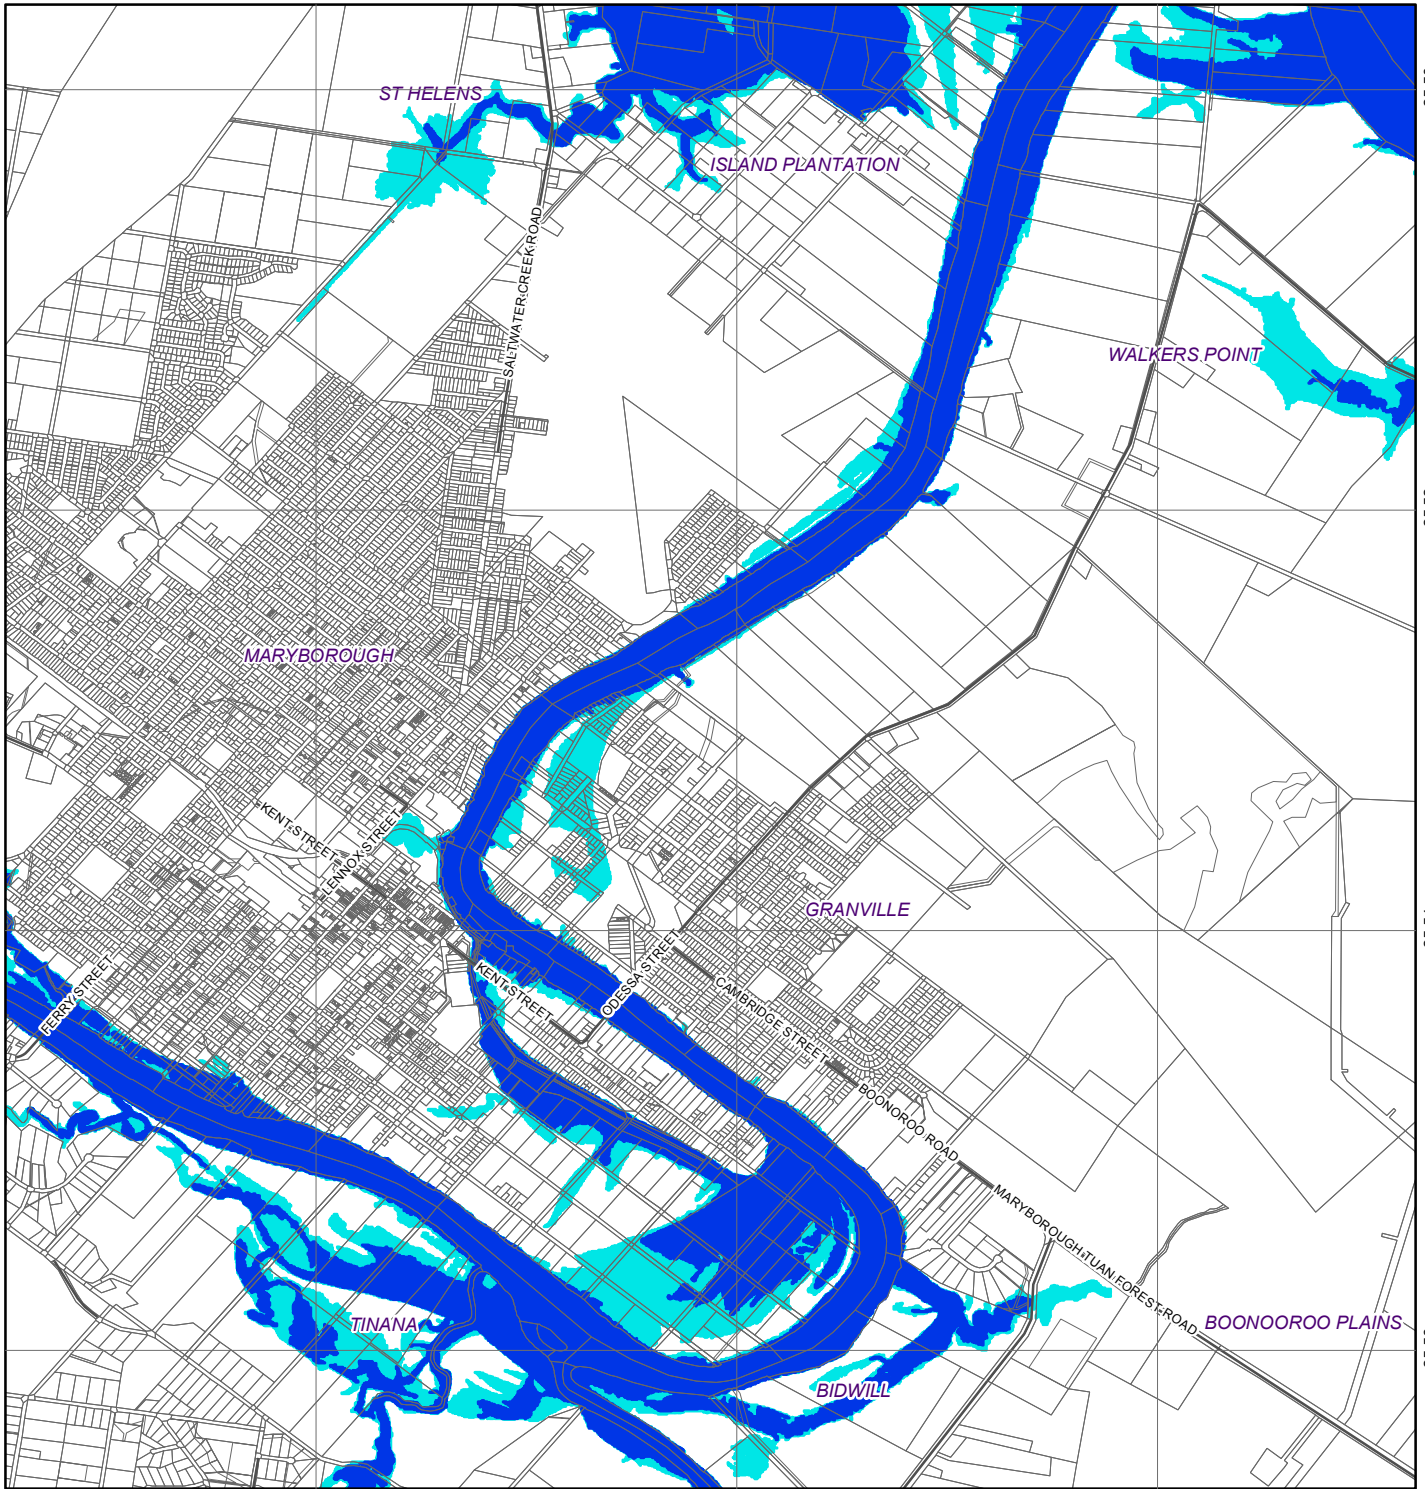 ST HELENS
ISLAND PLANTATION
SALTWATER CREEK ROAD
WALKERS POINT
MARYBOROUGH
KENT STREET
LENNOX STREET
GRANVILLE
FERRY STREET
KENT STREET
ODESSA STREET
CAMBRIDGE STREET
BOONOROO ROAD
MARYBOROUGH TUAN FOREST ROAD
TINANA
BOONOOROO PLAINS
BIDWILL